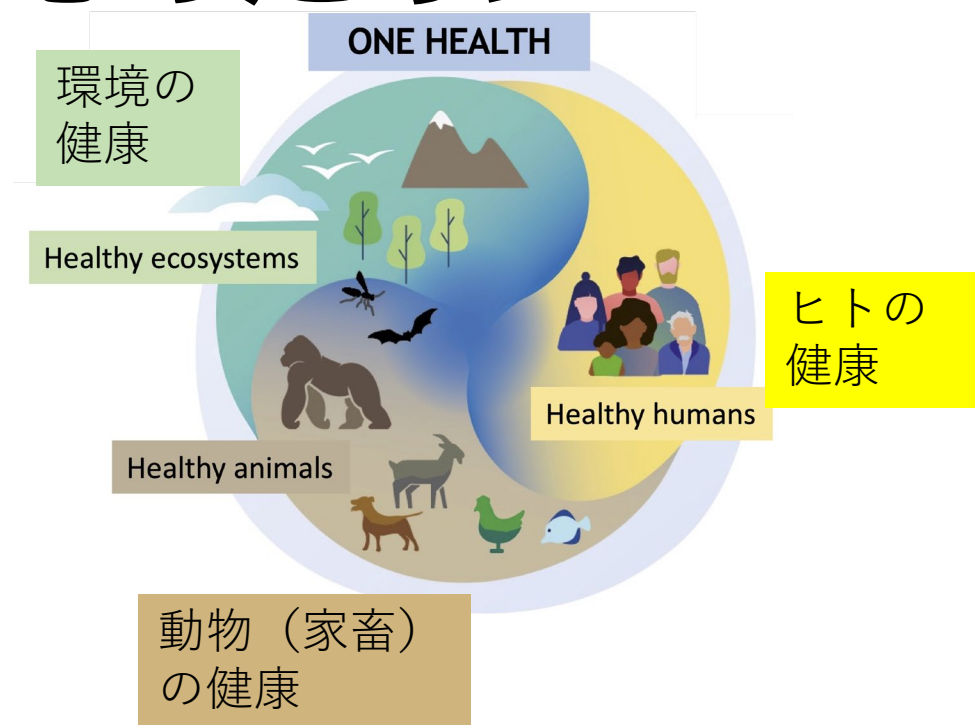 ONE HEALTH
環境の
健康
Healthy ecosystems
ヒトの
健康
Healthy humans
Healthy animals
動物（家畜）
の健康